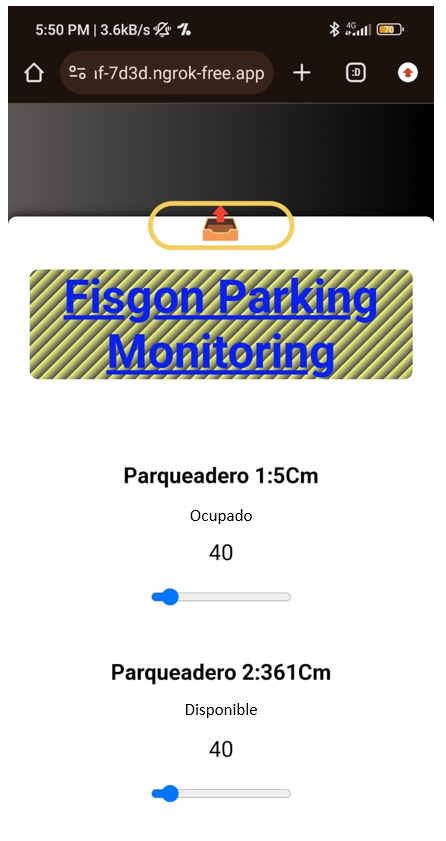 5:50 PM | 3.6kB/s 4G 70
ıf-7d3d.ngrok-free.app :D
Fisgon Parking
Monitoring
Parqueadero 1:5Cm
Ocupado
40
Parqueadero 2:361Cm
Disponible
40